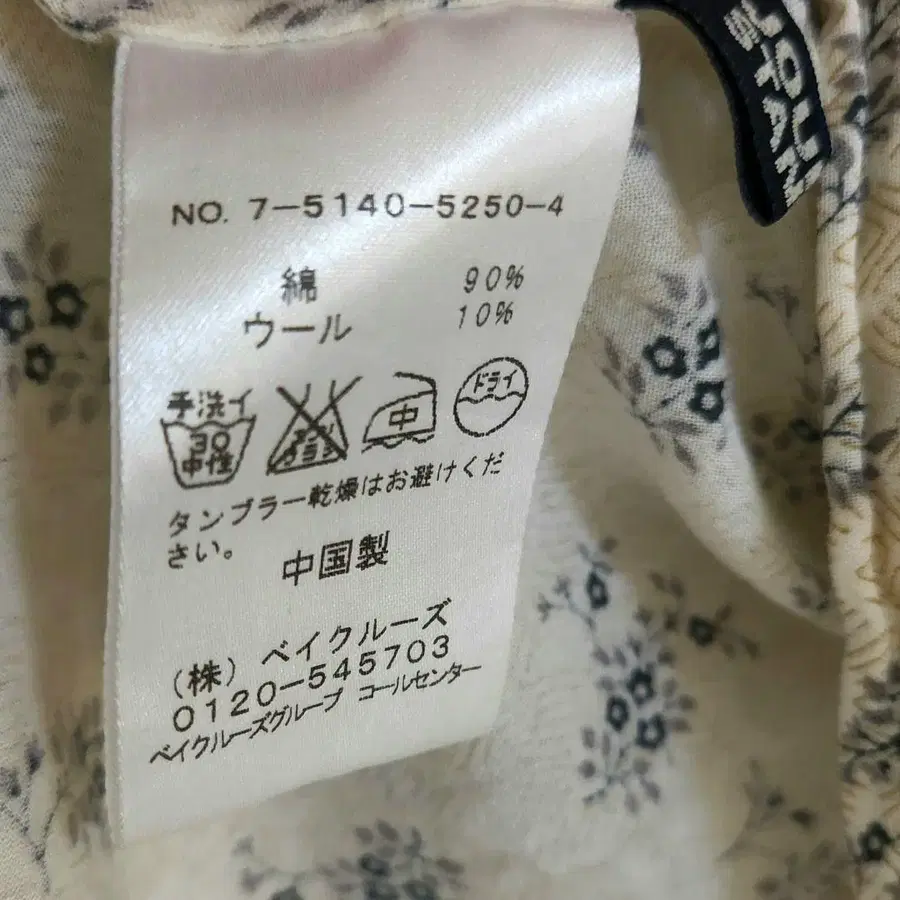 NO. 7-5140-5250-4
綿 90%
ウール 10%
手洗イ
30
中性
中
ドライ
タンブラー乾燥はお避けくだ
さい。
中国製
(株) ベイクルーズ
0120-545703
ベイクルーズグループ コールセンター